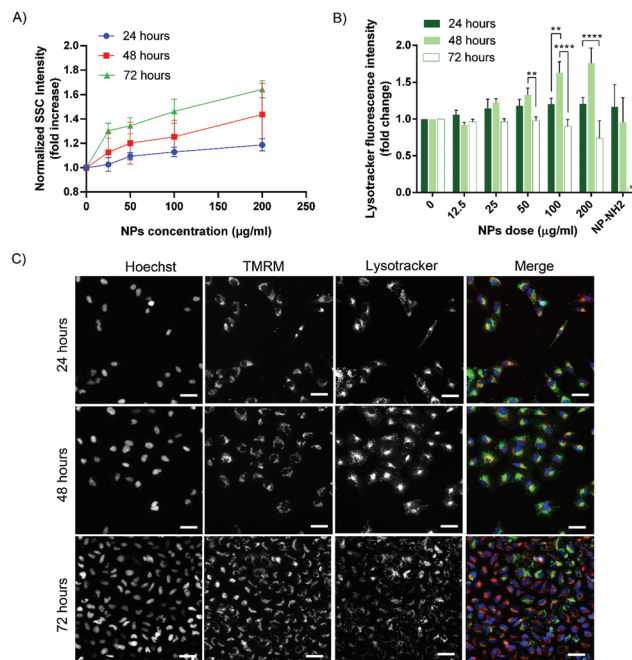 A)
24 hours
48 hours
72 hours
Normalized SSC Intensity
(fold increase)
2.0
1.8
1.6
1.4
1.2
1.0
0 50 100 150 200 250
NPs concentration (µg/ml)
B)
24 hours
48 hours
72 hours
** **** **** **
Lysotracker fluorescence intensity
(fold change)
2.0
1.5
1.0
0.5
0.0
0 12.5 25 50 100 200 NP-NH2
NPs dose (µg/ml)
C)
Hoechst TMRM Lysotracker Merge
24 hours
48 hours
72 hours